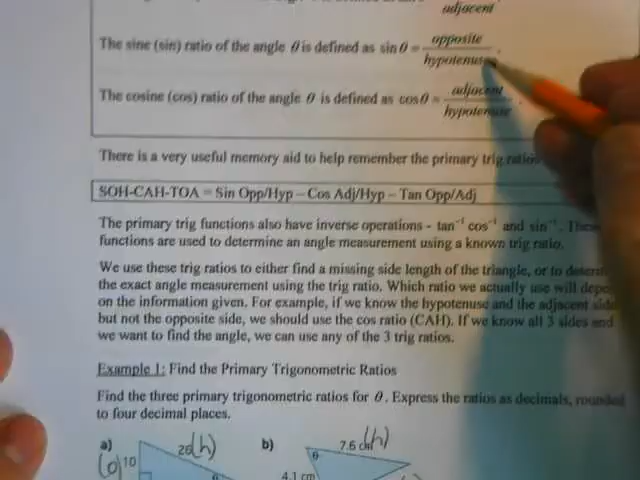 adjacent
The sine (sin) ratio of the angle θ is defined as sin θ = opposite / hypotenuse .
The cosine (cos) ratio of the angle θ is defined as cos θ = adjacent / hypotenuse .
There is a very useful memory aid to help remember the primary trig ratios
SOH-CAH-TOA = Sin Opp/Hyp – Cos Adj/Hyp – Tan Opp/Adj
The primary trig functions also have inverse operations - tan⁻¹ cos⁻¹ and sin⁻¹. These
functions are used to determine an angle measurement using a known trig ratio.
We use these trig ratios to either find a missing side length of the triangle, or to
the exact angle measurement using the trig ratio. Which ratio we actually use will
on the information given. For example, if we know the hypotenuse and the adjacent side
but not the opposite side, we should use the cos ratio (CAH). If we know all 3 sides and
we want to find the angle, we can use any of the 3 trig ratios.
Example 1: Find the Primary Trigonometric Ratios
Find the three primary trigonometric ratios for θ. Express the ratios as decimals, rounded
to four decimal places.
a) (h) b) 7.6 cm (h)
(o) 10 θ θ 4.1 cm